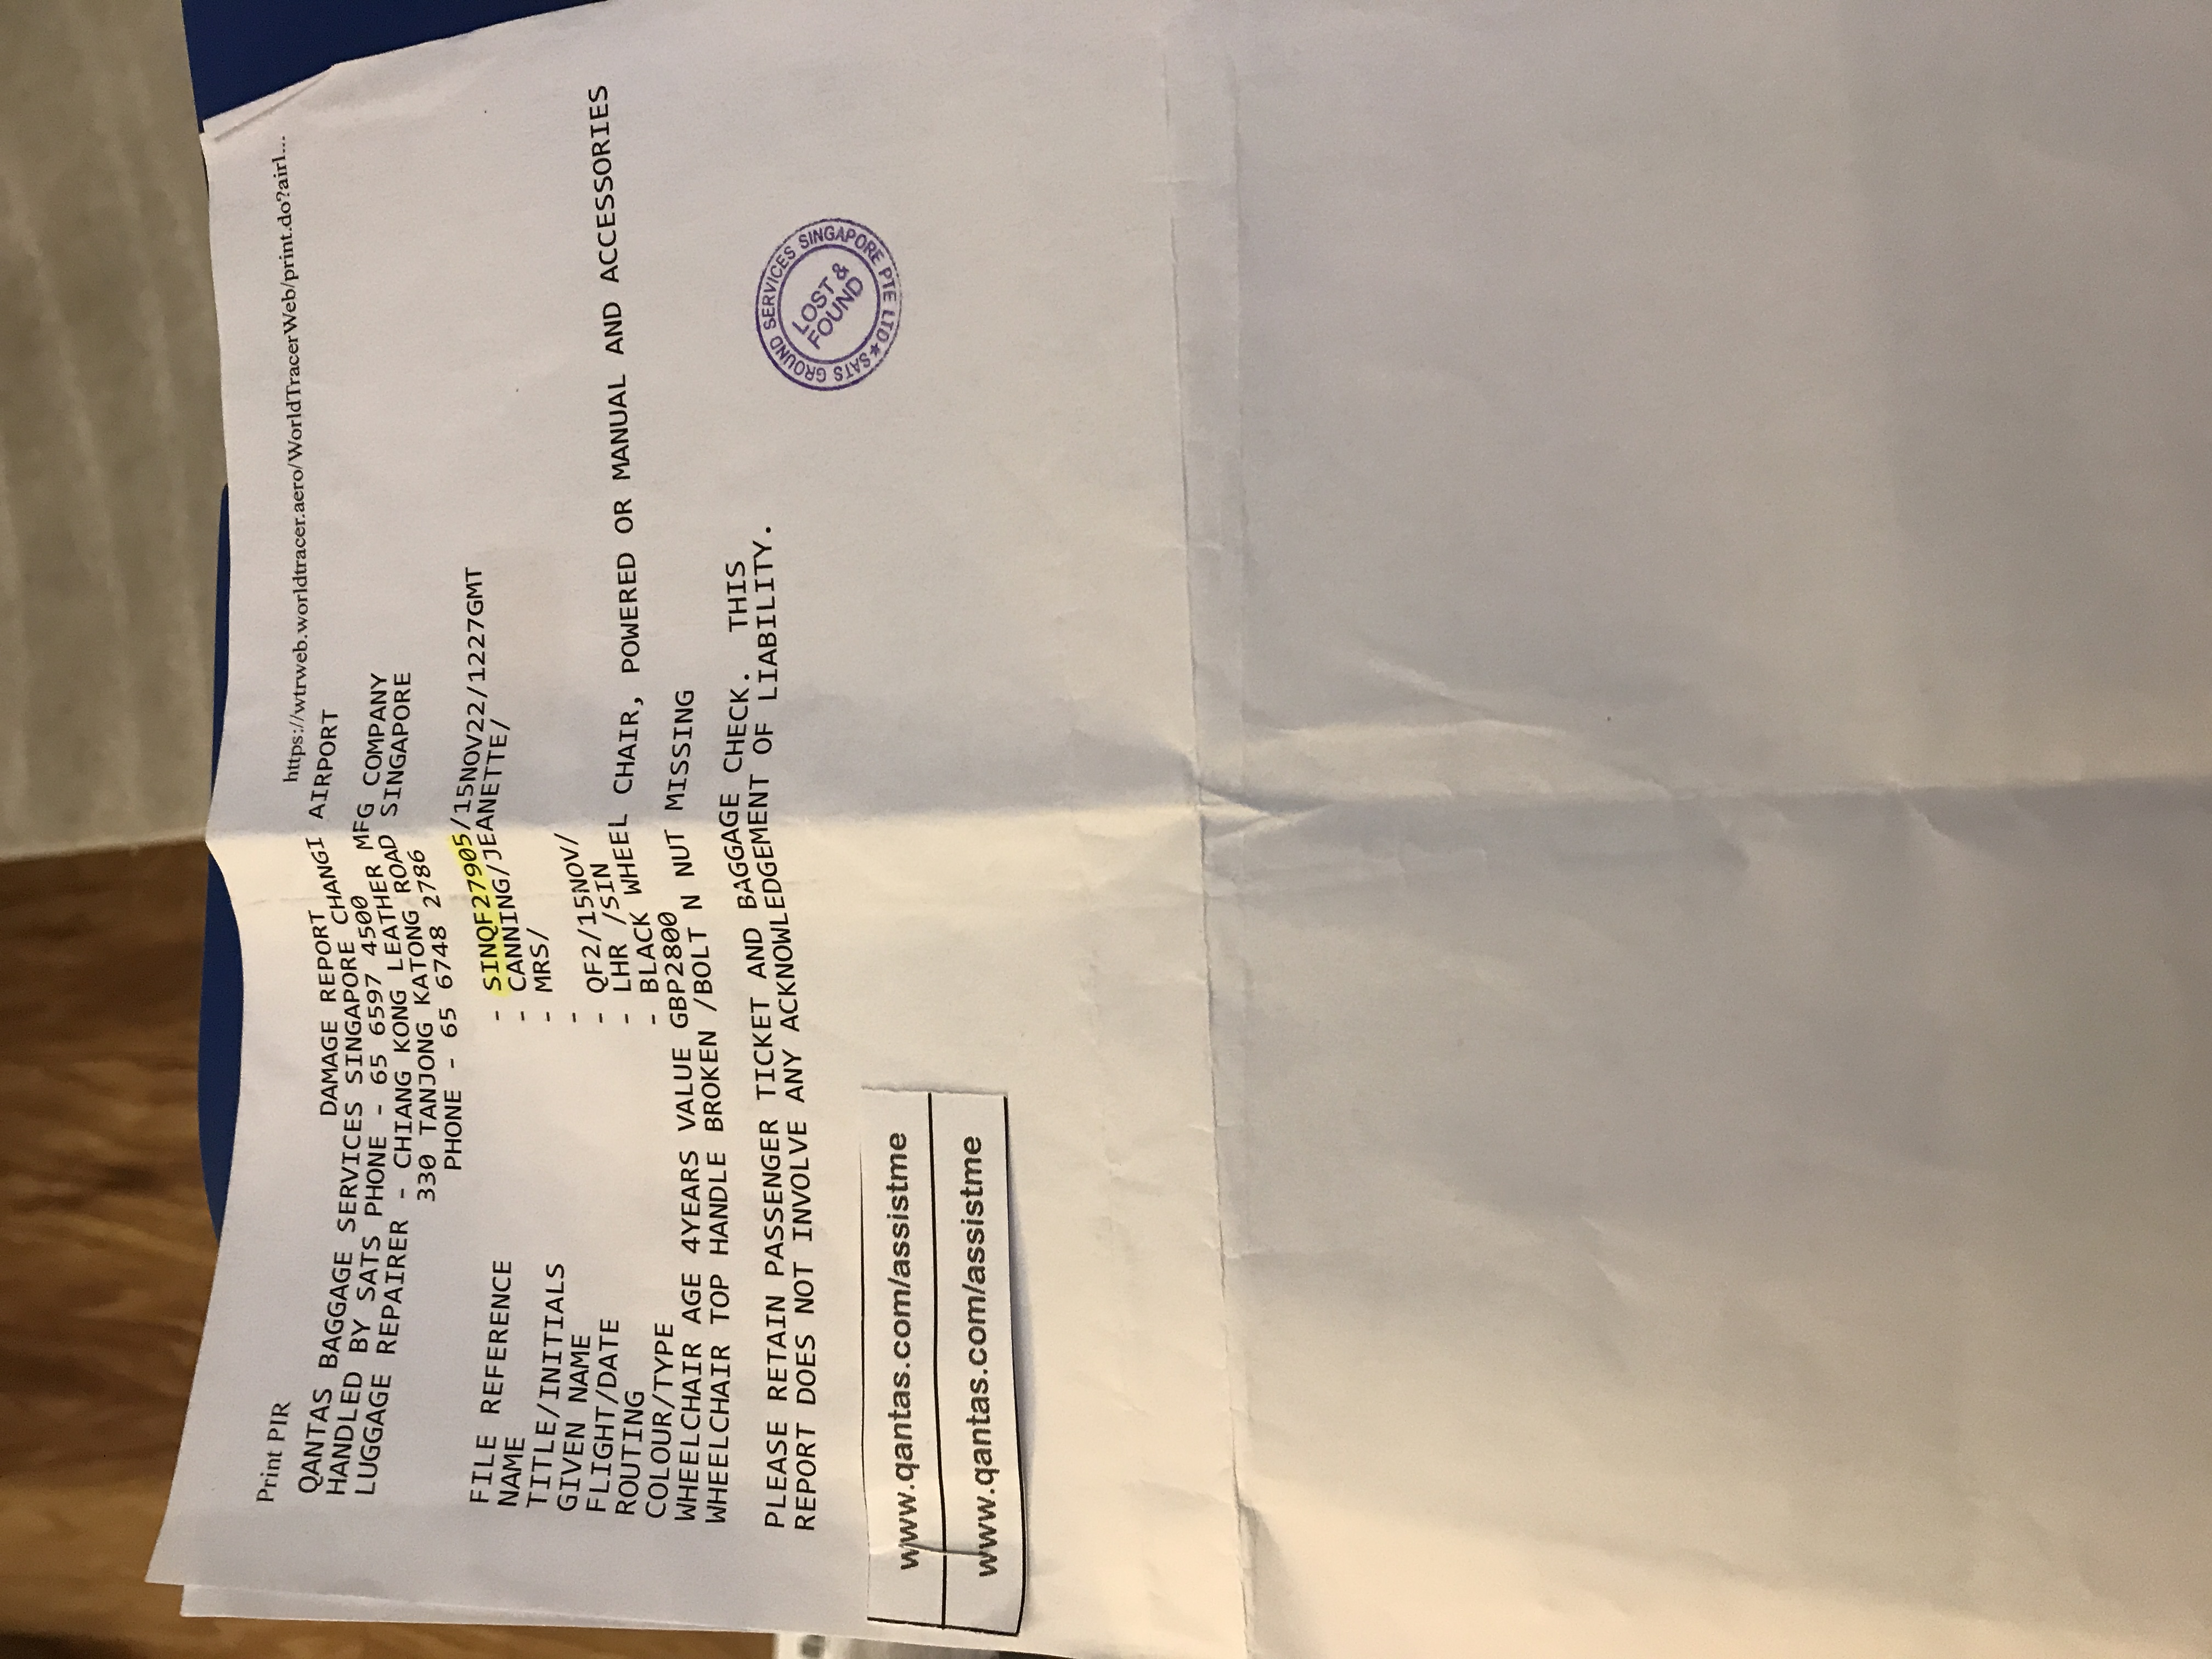 Print PIR
https://wtrweb.worldtracer.aero/WorldTracerWeb/print.do?airl...
DAMAGE REPORT
QANTAS BAGGAGE SERVICES SINGAPORE CHANGI AIRPORT
HANDLED BY SATS PHONE - 65 6597 4500
LUGGAGE REPAIRER - CHIANG KONG LEATHER MFG COMPANY
330 TANJONG KATONG ROAD SINGAPORE
PHONE - 65 6748 2786
FILE REFERENCE - SINQF27905/15NOV22/1227GMT
NAME - CANNING/JEANETTE/
TITLE/INITIALS - MRS/
GIVEN NAME -
FLIGHT/DATE - QF2/15NOV/
ROUTING - LHR /SIN
COLOUR/TYPE - BLACK WHEEL CHAIR, POWERED OR MANUAL AND ACCESSORIES
WHEELCHAIR AGE 4YEARS VALUE GBP2800
WHEELCHAIR TOP HANDLE BROKEN /BOLT N NUT MISSING
PLEASE RETAIN PASSENGER TICKET AND BAGGAGE CHECK. THIS
REPORT DOES NOT INVOLVE ANY ACKNOWLEDGEMENT OF LIABILITY.
SATS GROUND SERVICES SINGAPORE PTE LTD ★
LOST &
FOUND
www.qantas.com/assistme
www.qantas.com/assistme